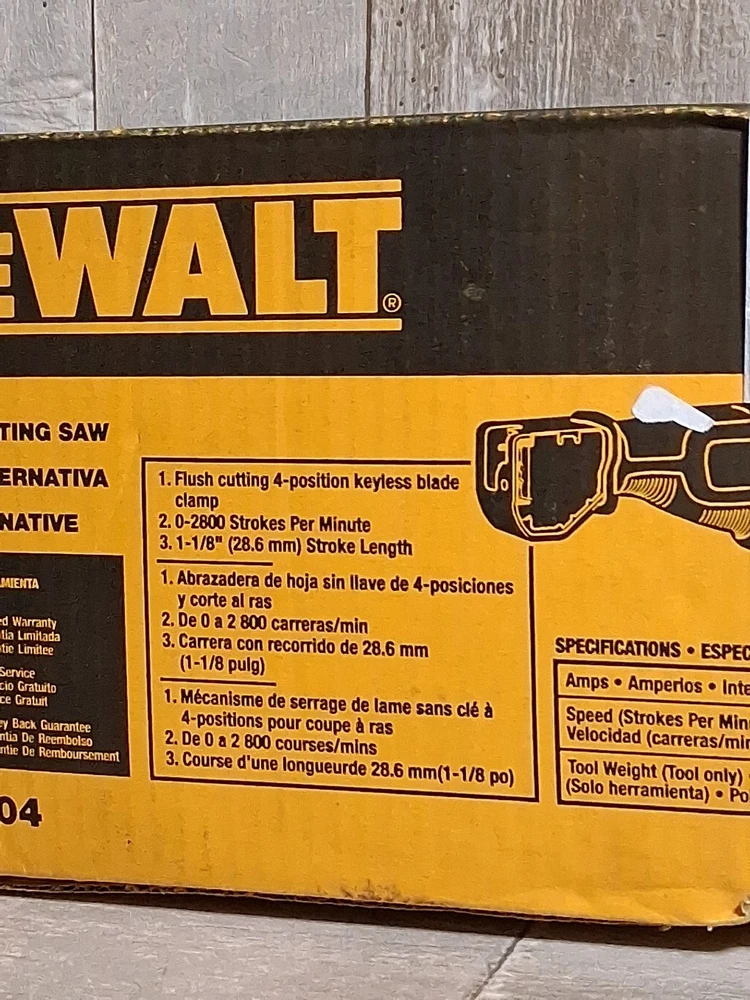 EWALT®
TING SAW
ERNATIVA
NATIVE
MIENTA
ed Warranty
tia Limitada
tie Limitee
Service
cio Gratuito
ce Gratuit
ey Back Guarantee
ntia De Reembolso
ntie De Remboursement
04
1. Flush cutting 4-position keyless blade
clamp
2. 0-2800 Strokes Per Minute
3. 1-1/8" (28.6 mm) Stroke Length
1. Abrazadera de hoja sin llave de 4-posiciones
y corte al ras
2. De 0 a 2 800 carreras/min
3. Carrera con recorrido de 28.6 mm
(1-1/8 pulg)
1. Mécanisme de serrage de lame sans clé à
4-positions pour coupe à ras
2. De 0 a 2 800 courses/mins
3. Course d'une longueurde 28.6 mm(1-1/8 po)
SPECIFICATIONS • ESPEC
Amps • Amperios • Inte
Speed (Strokes Per Min
Velocidad (carreras/min
Tool Weight (Tool only) •
(Solo herramienta) • Po